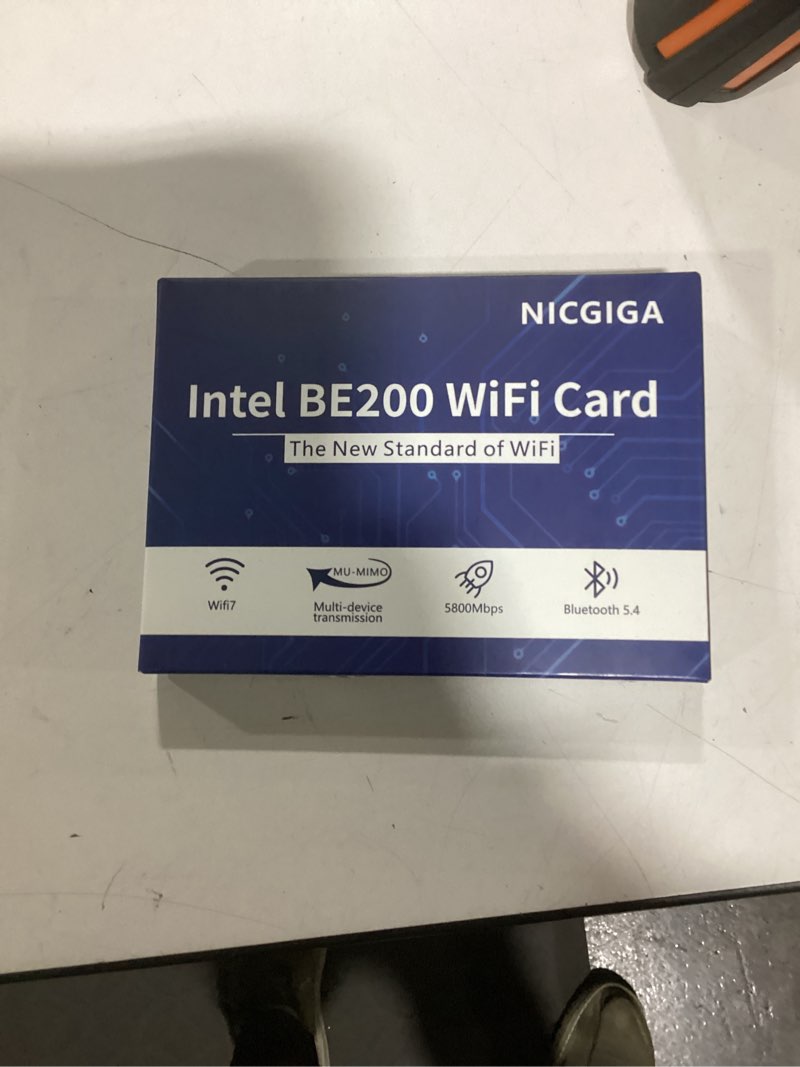 NICGIGA
Intel BE200 WiFi Card
The New Standard of WiFi
Wifi7
MU-MIMO
Multi-device
transmission
5800Mbps
Bluetooth 5.4